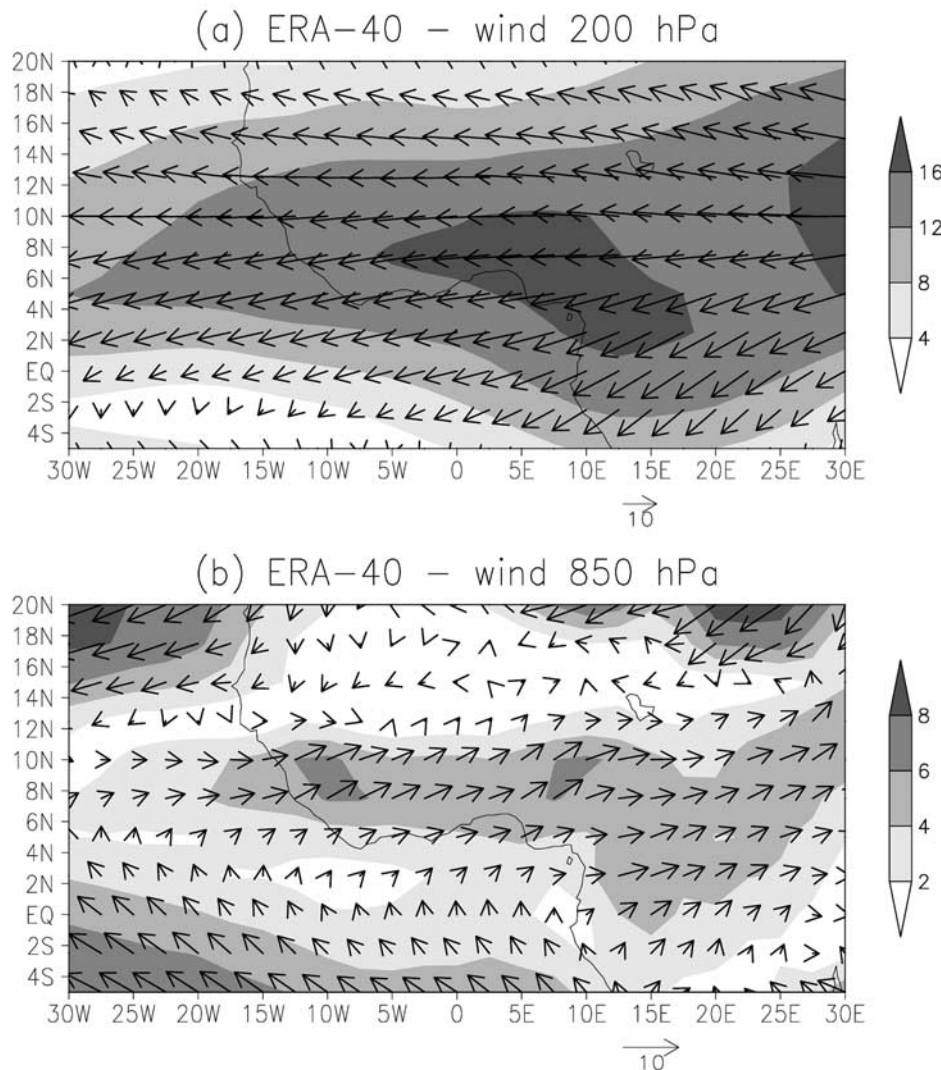 (a) ERA-40 - wind 200 hPa
20N
18N
16N
14N
12N
10N
8N
6N
4N
2N
EQ
2S
4S
30W 25W 20W 15W 10W 5W 0 5E 10E 15E 20E 25E 30E
16
12
8
4
10
(b) ERA-40 - wind 850 hPa
20N
18N
16N
14N
12N
10N
8N
6N
4N
2N
EQ
2S
4S
30W 25W 20W 15W 10W 5W 0 5E 10E 15E 20E 25E 30E
8
6
4
2
10